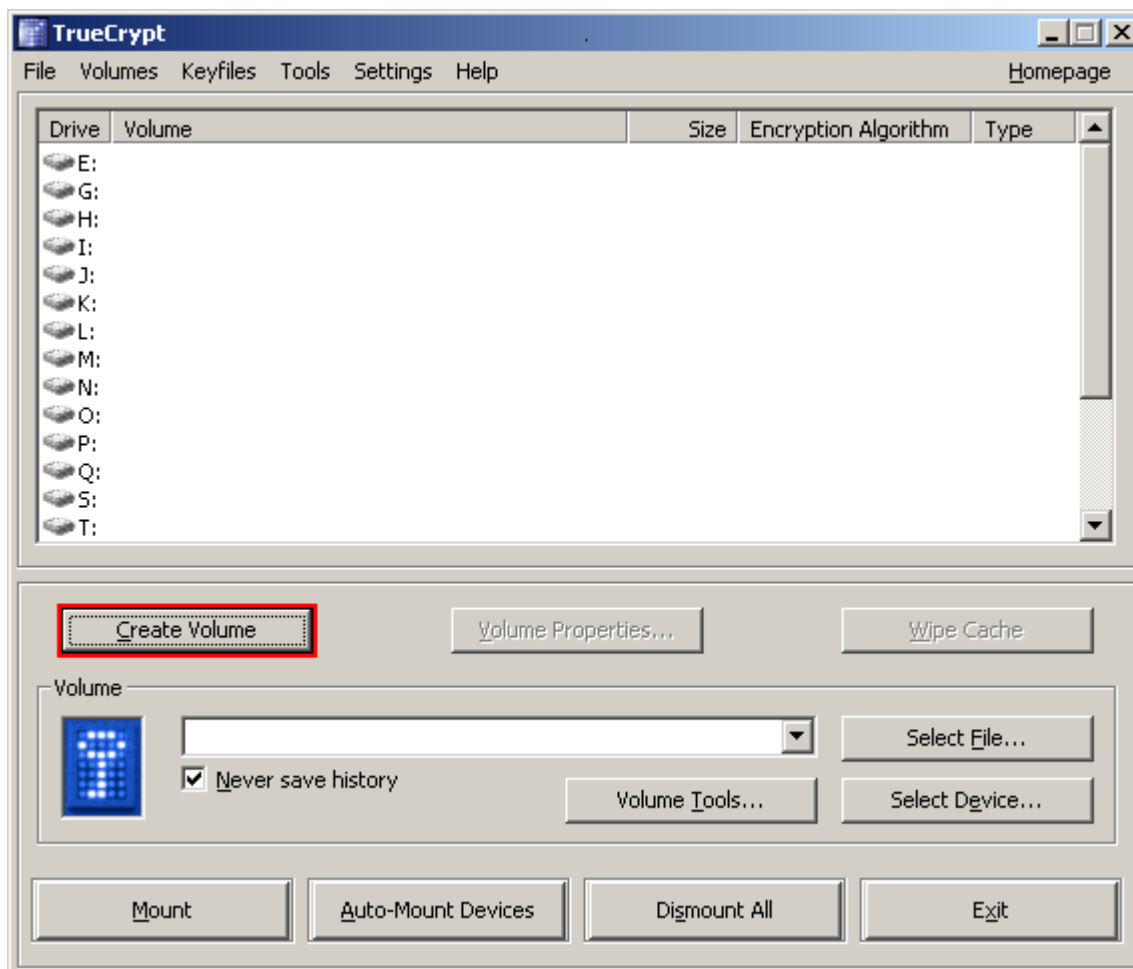 TrueCrypt
File Volumes Keyfiles Tools Settings Help Homepage
Drive Volume Size Encryption Algorithm Type
E:
G:
H:
I:
J:
K:
L:
M:
N:
O:
P:
Q:
S:
T:
Create Volume Volume Properties... Wipe Cache
Volume
Select File...
Never save history
Volume Tools... Select Device...
Mount Auto-Mount Devices Dismount All Exit